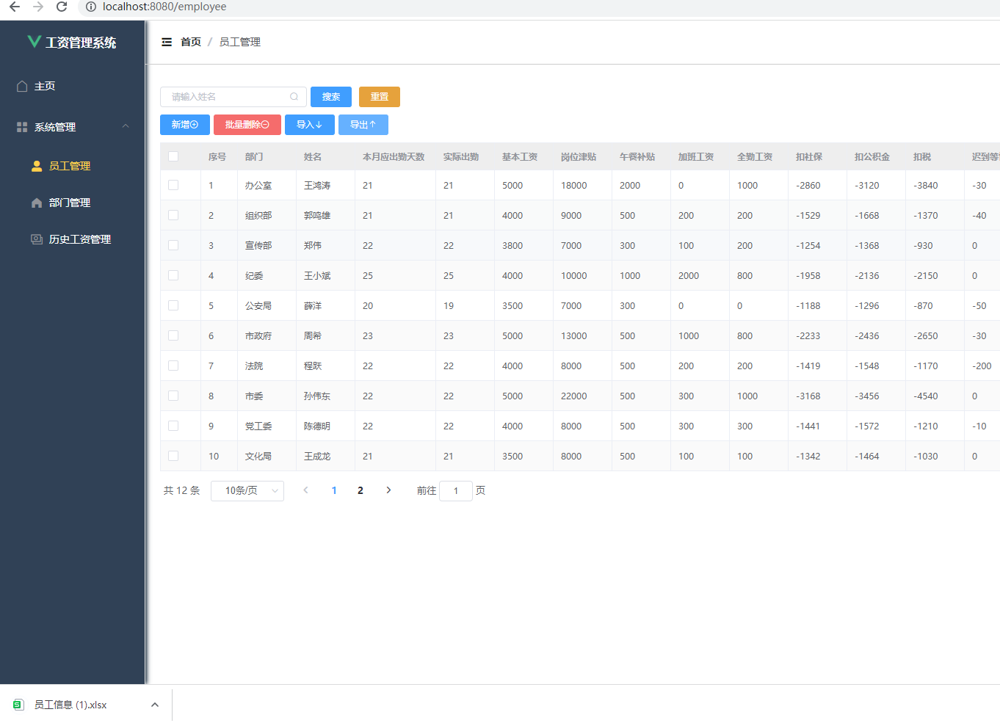 localhost:8080/employee
工资管理系统
首页 / 员工管理
主页
系统管理
员工管理
部门管理
历史工资管理
请输入姓名 搜索 重置
新增 批量删除 导入↓ 导出↑
序号 部门 姓名 本月应出勤天数 实际出勤 基本工资 岗位津贴 午餐补贴 加班工资 全勤工资 扣社保 扣公积金 扣税 迟到等
1 办公室 王鸿涛 21 21 5000 18000 2000 0 1000 -2860 -3120 -3840 -30
2 组织部 郭鸣雄 21 21 4000 9000 500 200 200 -1529 -1668 -1370 -40
3 宣传部 郑伟 22 22 3800 7000 300 100 200 -1254 -1368 -930 0
4 纪委 王小斌 25 25 4000 10000 1000 2000 800 -1958 -2136 -2150 0
5 公安局 薛洋 20 19 3500 7000 300 0 0 -1188 -1296 -870 -50
6 市政府 周希 23 23 5000 13000 500 1000 800 -2233 -2436 -2650 -30
7 法院 程跃 22 22 4000 8000 500 200 200 -1419 -1548 -1170 -200
8 市委 孙伟东 22 22 5000 22000 500 300 1000 -3168 -3456 -4540 0
9 党工委 陈德明 22 22 4000 8000 500 300 300 -1441 -1572 -1210 -10
10 文化局 王成龙 21 21 3500 8000 500 100 100 -1342 -1464 -1030 0
共 12 条 10条/页 1 2 前往 1 页
员工信息 (1).xlsx